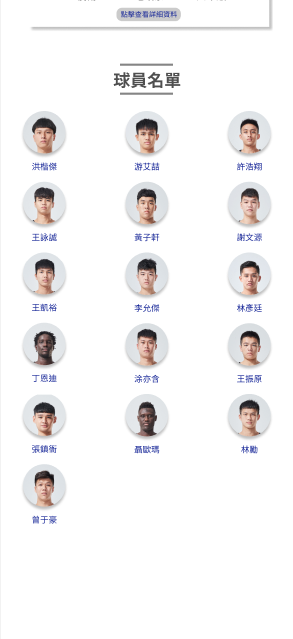 點擊查看詳細資料
球員名單
洪楷傑 游艾喆 許浩翔
王詠誠 黃子軒 謝文源
王凱裕 李允傑 林彥廷
丁恩迪 涂亦含 王振原
張鎮衙 聶歐瑪 林勵
曾于豪